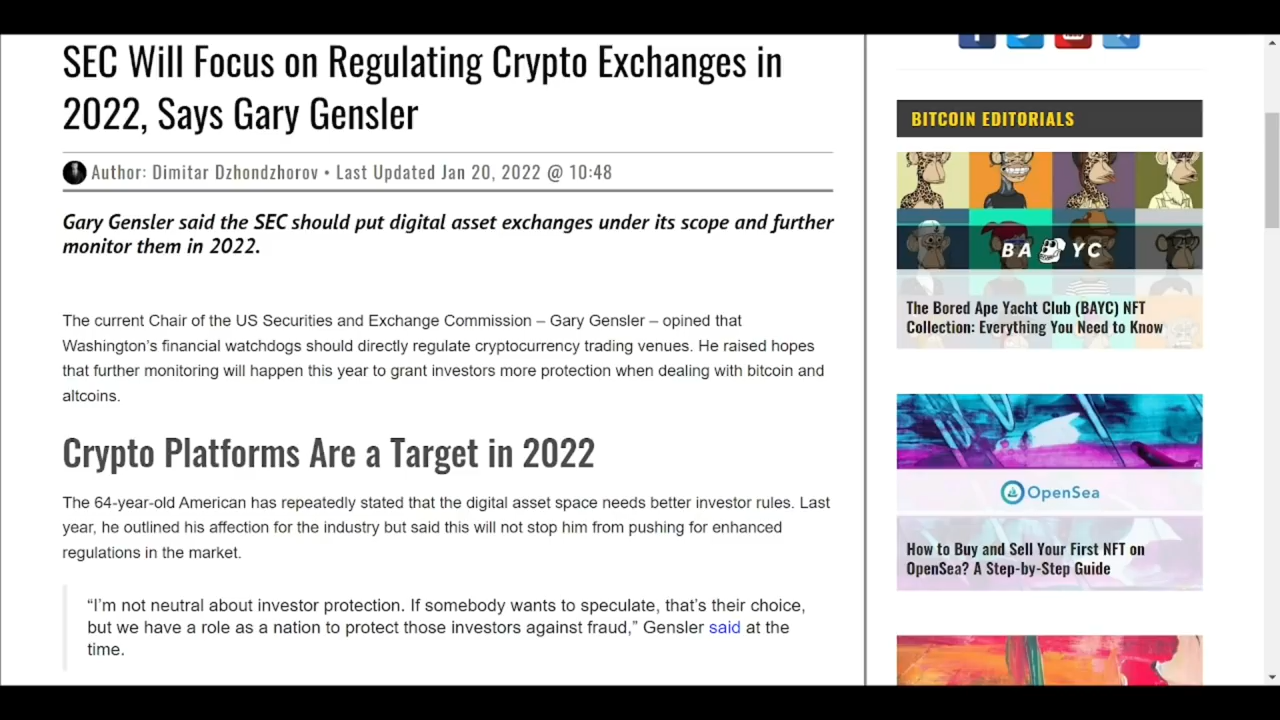 SEC Will Focus on Regulating Crypto Exchanges in
2022, Says Gary Gensler
Author: Dimitar Dzhondzhorov • Last Updated Jan 20, 2022 @ 10:48
Gary Gensler said the SEC should put digital asset exchanges under its scope and further
monitor them in 2022.
The current Chair of the US Securities and Exchange Commission – Gary Gensler – opined that
Washington’s financial watchdogs should directly regulate cryptocurrency trading venues. He raised hopes
that further monitoring will happen this year to grant investors more protection when dealing with bitcoin and
altcoins.
Crypto Platforms Are a Target in 2022
The 64-year-old American has repeatedly stated that the digital asset space needs better investor rules. Last
year, he outlined his affection for the industry but said this will not stop him from pushing for enhanced
regulations in the market.
“I’m not neutral about investor protection. If somebody wants to speculate, that’s their choice,
but we have a role as a nation to protect those investors against fraud,” Gensler said at the
time.
BITCOIN EDITORIALS
BA YC
The Bored Ape Yacht Club (BAYC) NFT
Collection: Everything You Need to Know
OpenSea
How to Buy and Sell Your First NFT on
OpenSea? A Step-by-Step Guide